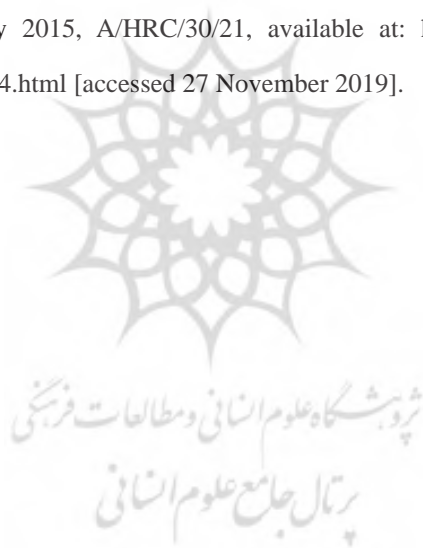 2015, A/HRC/30/21, available at:
4.html [accessed 27 November 2019].
پژوهشگاه علوم انسانی و مطالعات فرهنگی
پرتال جامع علوم انسانی